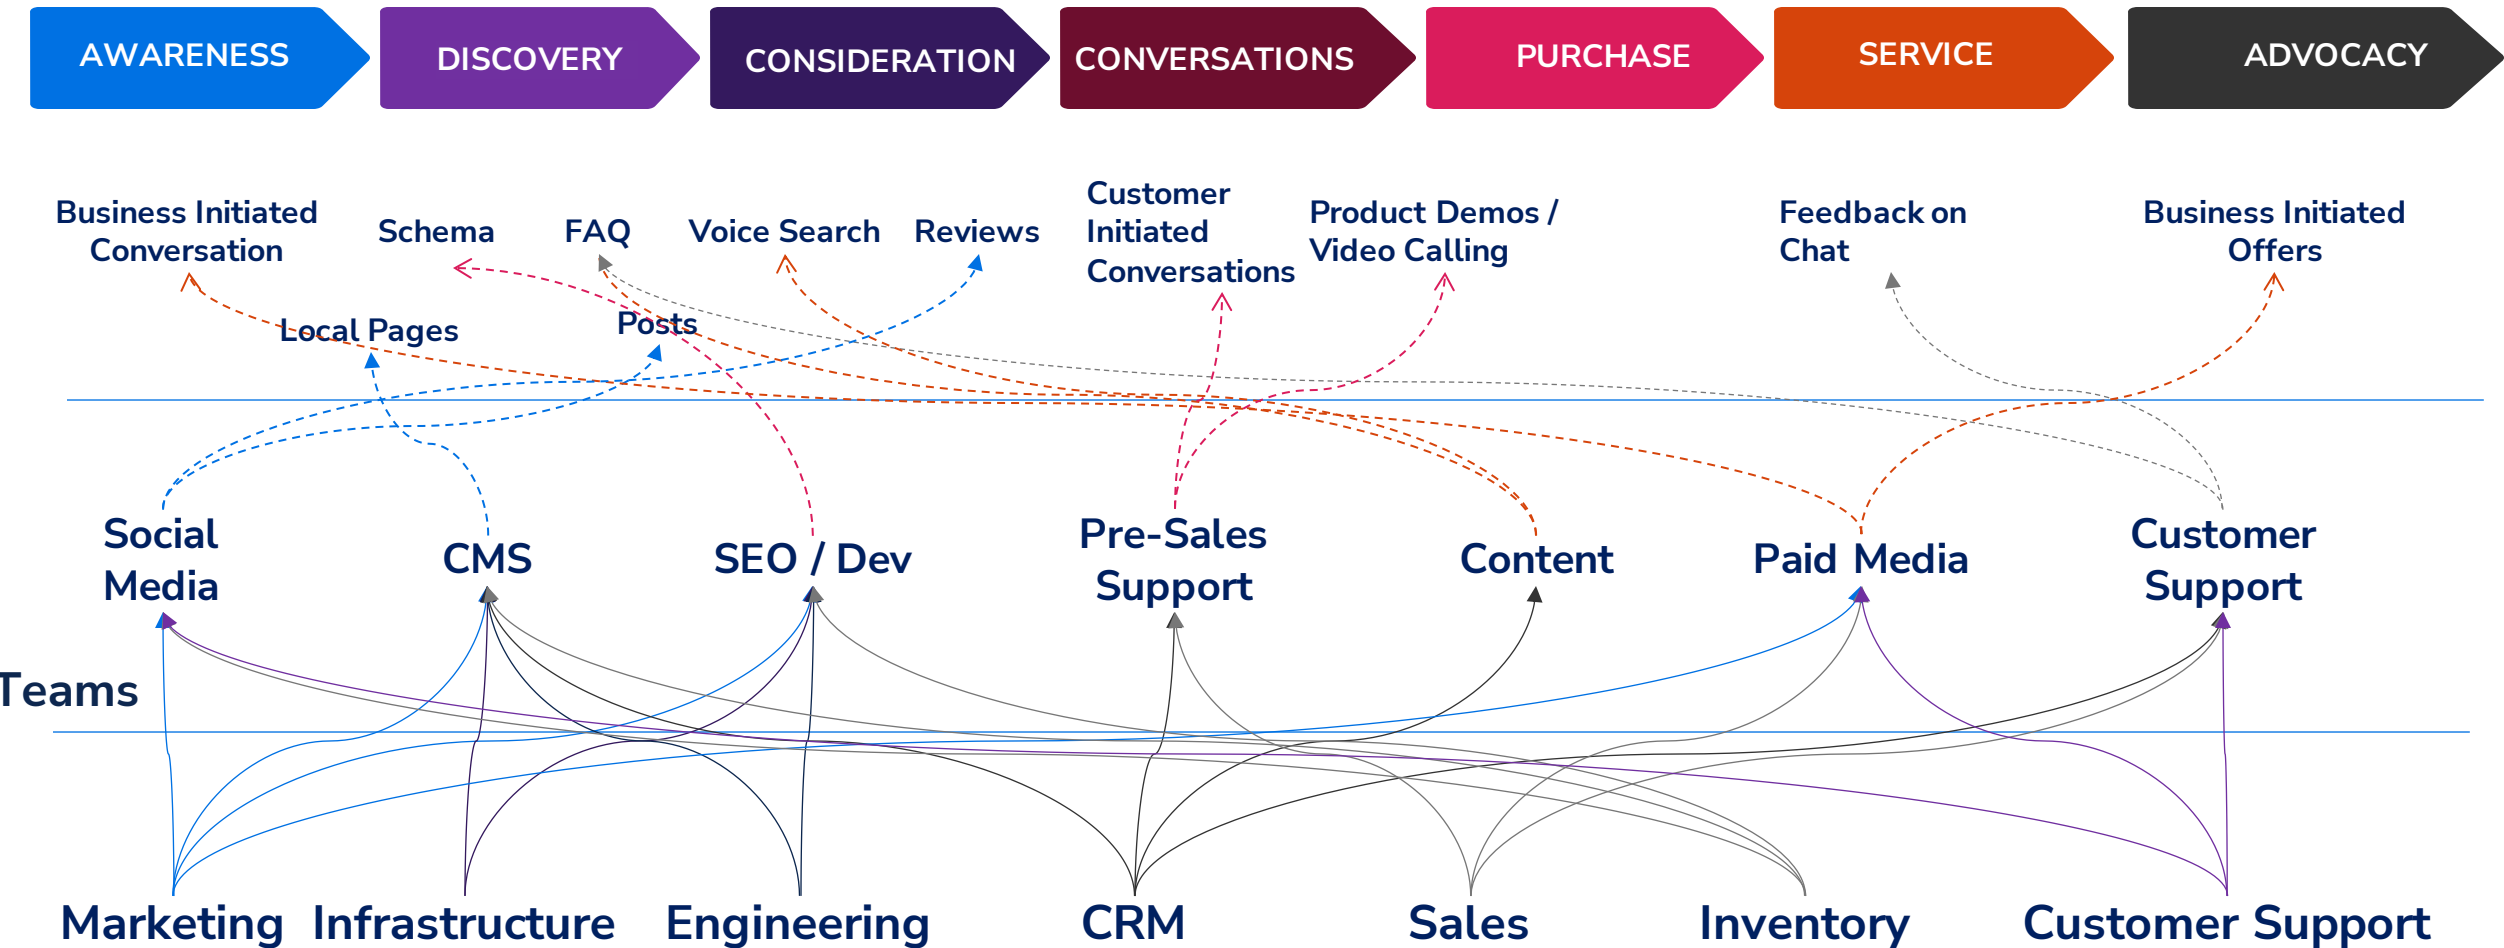 AWARENESS
DISCOVERY
CONSIDERATION
CONVERSATIONS
PURCHASE
SERVICE
ADVOCACY
Business Initiated
Conversation
Schema
FAQ
Voice Search
Reviews
Customer
Initiated
Conversations
Product Demos /
Video Calling
Feedback on
Chat
Business Initiated
Offers
Local Pages
Posts
Social
Media
CMS
SEO / Dev
Pre-Sales
Support
Content
Paid Media
Customer
Support
Teams
Marketing
Infrastructure
Engineering
CRM
Sales
Inventory
Customer Support